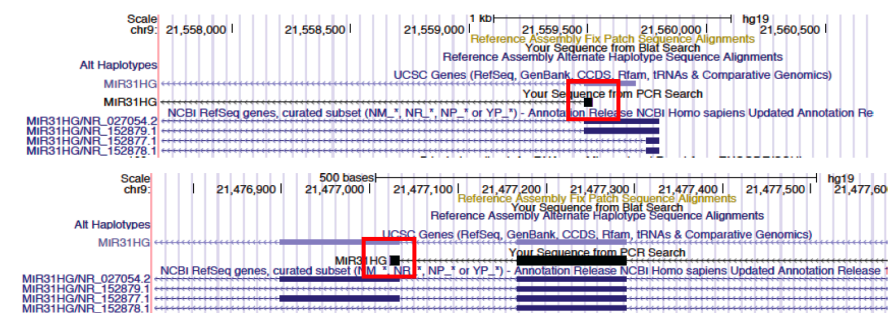 Scale 1 kb hg19
chr9: 21,558,000 21,558,500 21,559,000 21,559,500 21,560,000 21,560,500
Reference Assembly Fix Patch Sequence Alignments
Your Sequence from Blat Search
Reference Assembly Alternate Haplotype Sequence Alignments
Alt Haplotypes
UCSC Genes (RefSeq, GenBank, CCDS, Rfam, tRNAs & Comparative Genomics)
MIR31HG
Your Sequence from PCR Search
MIR31HG
NCBI RefSeq genes, curated subset (NM_*, NR_*, NP_* or YP_*) - Annotation Release NCBI Homo sapiens Updated Annotation Re
MIR31HG/NR_027054.2
MIR31HG/NR_152879.1
MIR31HG/NR_152877.1
MIR31HG/NR_152878.1
Scale 500 bases hg19
chr9: 21,476,900 21,477,000 21,477,100 21,477,200 21,477,300 21,477,400 21,477,500 21,477,600
Reference Assembly Fix Patch Sequence Alignments
Your Sequence from Blat Search
Reference Assembly Alternate Haplotype Sequence Alignments
Alt Haplotypes
UCSC Genes (RefSeq, GenBank, CCDS, Rfam, tRNAs & Comparative Genomics)
MIR31HG
Your Sequence from PCR Search
MIR31HG
NCBI RefSeq genes, curated subset (NM_*, NR_*, NP_* or YP_*) - Annotation Release NCBI Homo sapiens Updated Annotation Release
MIR31HG/NR_027054.2
MIR31HG/NR_152879.1
MIR31HG/NR_152877.1
MIR31HG/NR_152878.1